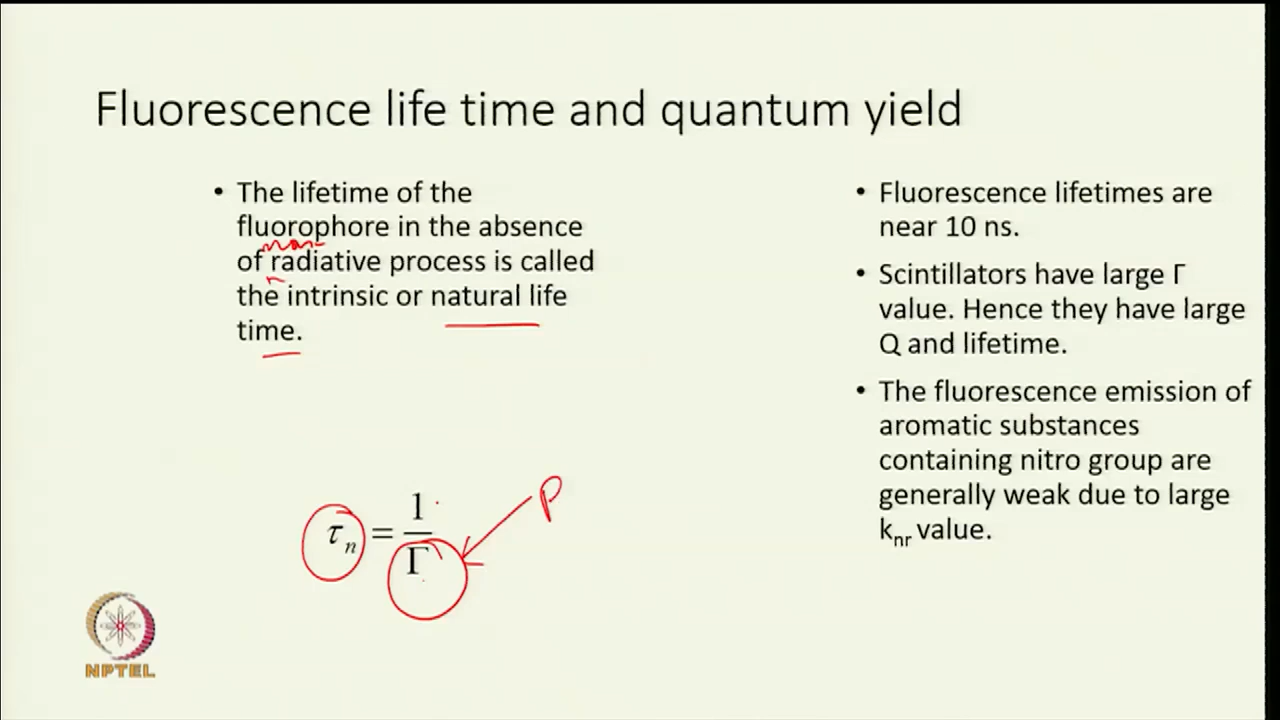 Fluorescence life time and quantum yield
• The lifetime of the
fluorophore in the absence
non-
of radiative process is called
the intrinsic or natural life
time.
τn = 1/Γ
P
• Fluorescence lifetimes are
near 10 ns.
• Scintillators have large Γ
value. Hence they have large
Q and lifetime.
• The fluorescence emission of
aromatic substances
containing nitro group are
generally weak due to large
knr value.
NPTEL